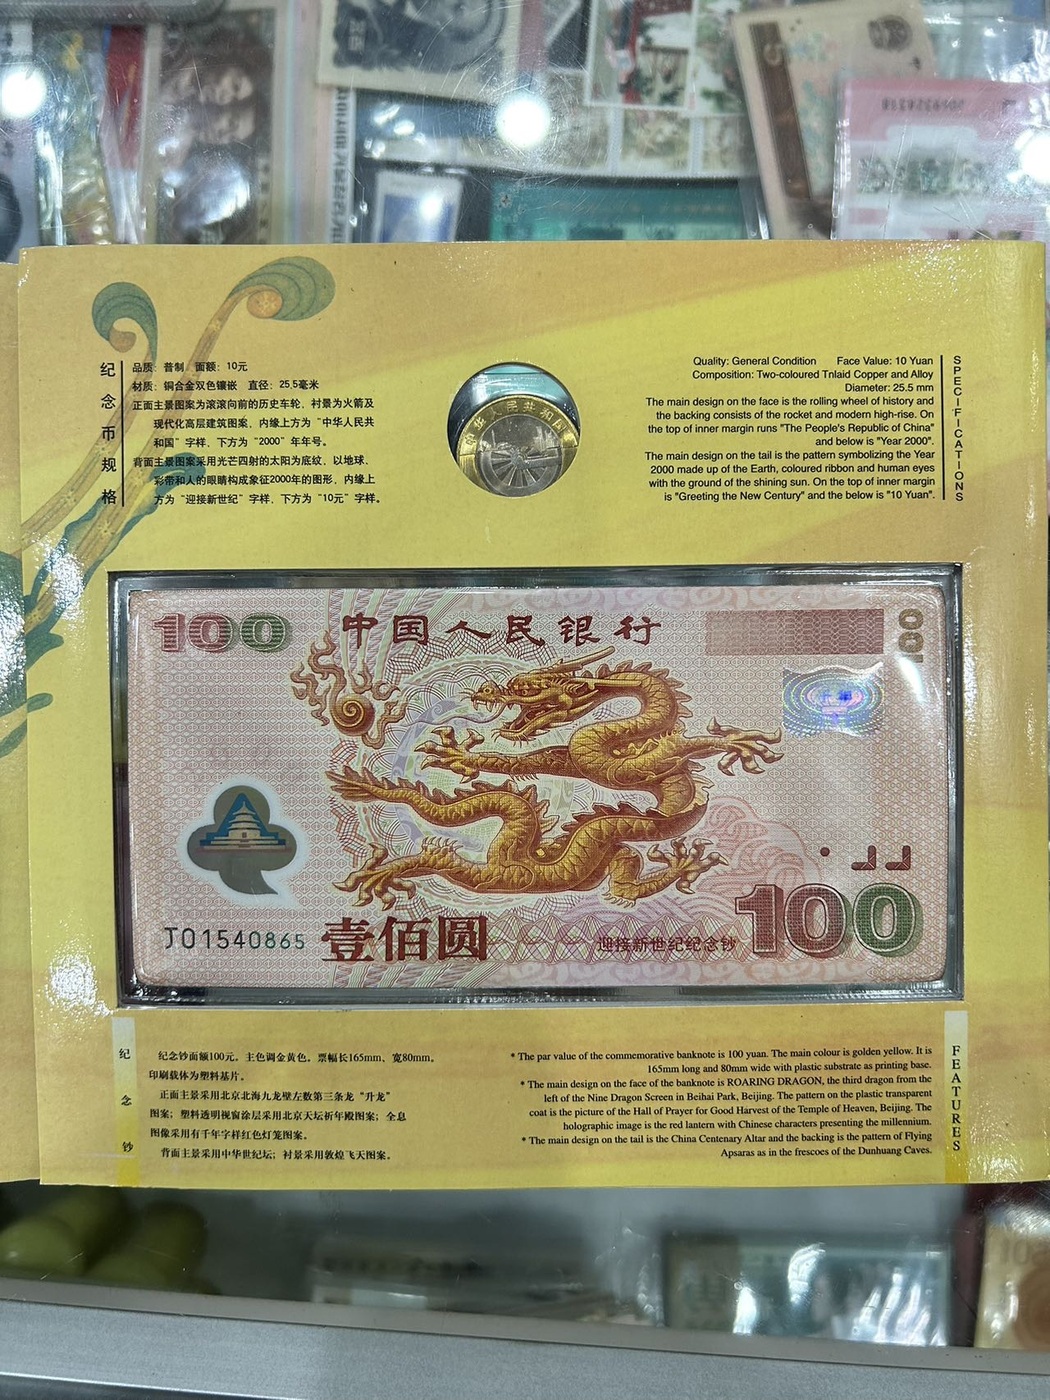 纪念币规格
品质：普制 面额：10元
材质：铜合金双色镶嵌 直径：25.5毫米
正面主景图案为滚滚向前的历史车轮，衬景为火箭及
现代化高层建筑图案，内缘上方为“中华人民共
和国”字样，下方为“2000”年年号。
背面主景图案采用光芒四射的太阳为底纹，以地球、
彩带和人的眼睛构成象征2000年的图形，内缘上
方为“迎接新世纪”字样，下方为“10元”字样。
中华人民共和国
Quality: General Condition Face Value: 10 Yuan
Composition: Two-coloured Tnlaid Copper and Alloy
Diameter: 25.5 mm
The main design on the face is the rolling wheel of history and
the backing consists of the rocket and modern high-rise. On
the top of inner margin runs "The People's Republic of China"
and below is "Year 2000".
The main design on the tail is the pattern symbolizing the Year
2000 made up of the Earth, coloured ribbon and human eyes
with the ground of the shining sun. On the top of inner margin
is "Greeting the New Century" and the below is "10 Yuan".
SPECIFICATIONS
100
中国人民银行
100
千年
J01540865
壹佰圆
迎接新世纪纪念钞
100
纪念钞
纪念钞面额100元，主色调金黄色，票幅长165mm、宽80mm。
印刷载体为塑料基片。
正面主景采用北京北海九龙壁左数第三条龙“升龙”
图案；塑料透明视窗涂层采用北京天坛祈年殿图案；全息
图像采用有千年字样红色灯笼图案。
背面主景采用中华世纪坛；衬景采用敦煌飞天图案。
* The par value of the commemorative banknote is 100 yuan. The main colour is golden yellow. It is
165mm long and 80mm wide with plastic substrate as printing base.
* The main design on the face of the banknote is ROARING DRAGON, the third dragon from the
left of the Nine Dragon Screen in Beihai Park, Beijing. The pattern on the plastic transparent
coat is the picture of the Hall of Prayer for Good Harvest of the Temple of Heaven, Beijing. The
holographic image is the red lantern with Chinese characters presenting the millennium.
* The main design on the tail is the China Centenary Altar and the backing is the pattern of Flying
Apsaras as in the frescoes of the Dunhuang Caves.
FEATURES